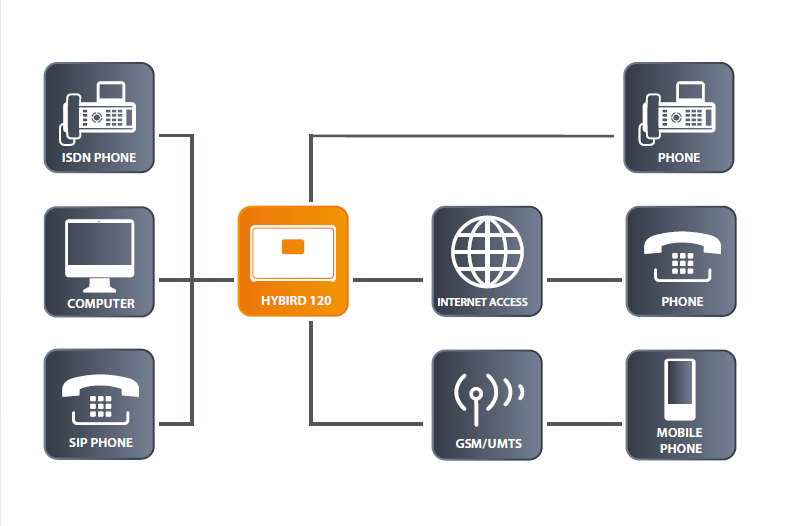 ISDN PHONE
PHONE
COMPUTER
HYBIRD 120
INTERNET ACCESS
PHONE
SIP PHONE
GSM/UMTS
MOBILE
PHONE